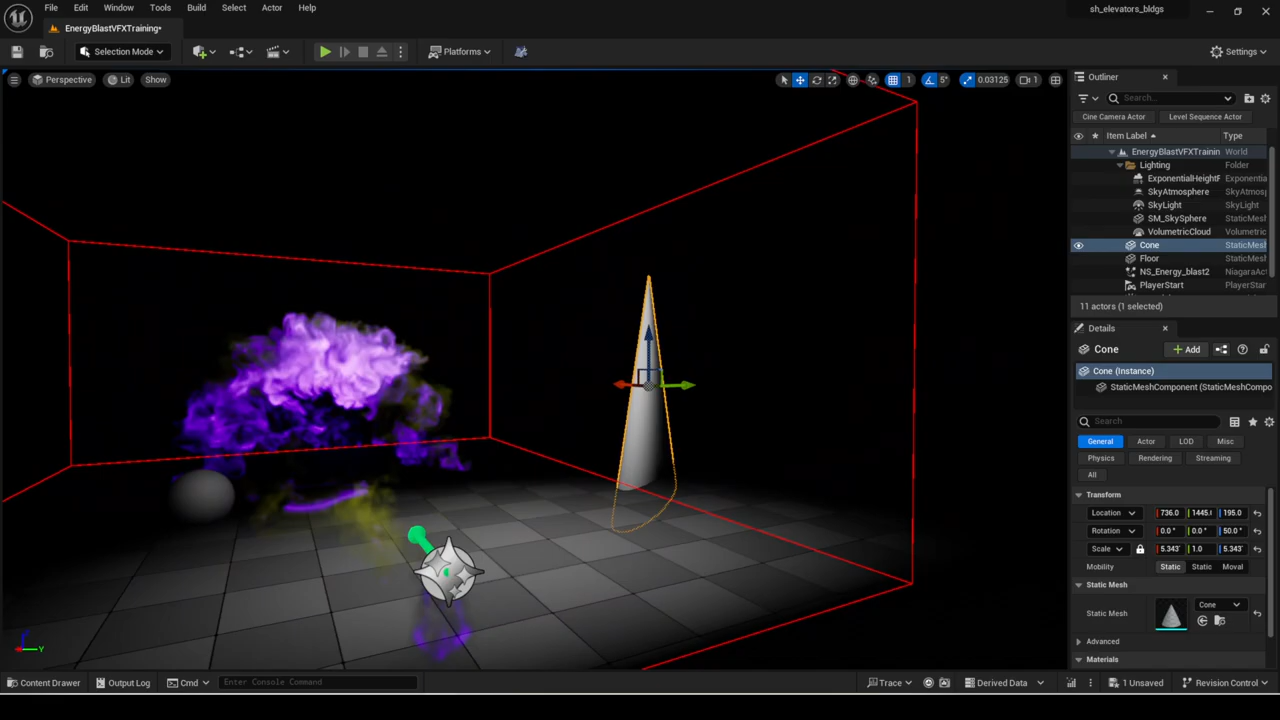 File Edit Window Tools Build Select Actor Help
sh_elevators_bldgs
EnergyBlastVFXTraining•
Selection Mode
Platforms
Settings
Perspective
Lit
Show
1
5°
0.03125
1
Outliner
Search...
Cine Camera Actor
Level Sequence Actor
Item Label
Type
EnergyBlastVFXTrainin World
Lighting Folder
ExponentialHeightF Exponentia
SkyAtmosphere SkyAtmosp
SkyLight SkyLight
SM_SkySphere StaticMesh
VolumetricCloud Volumetric
Cone StaticMesh
Floor StaticMesh
NS_Energy_blast2 NiagaraAct
PlayerStart PlayerStar
11 actors (1 selected)
Details
Cone
Add
Cone (Instance)
StaticMeshComponent (StaticMeshCompo
Search
General Actor LOD Misc
Physics Rendering Streaming
All
Transform
Location 736.0 1445.( 195.0
Rotation 0.0 ° 0.0 ° 50.0 °
Scale 5.343' 1.0 5.343'
Mobility Static Static Moval
Static Mesh
Static Mesh Cone
Advanced
Materials
Y
Content Drawer
Output Log
Cmd
Enter Console Command
Trace
Derived Data
1 Unsaved
Revision Control